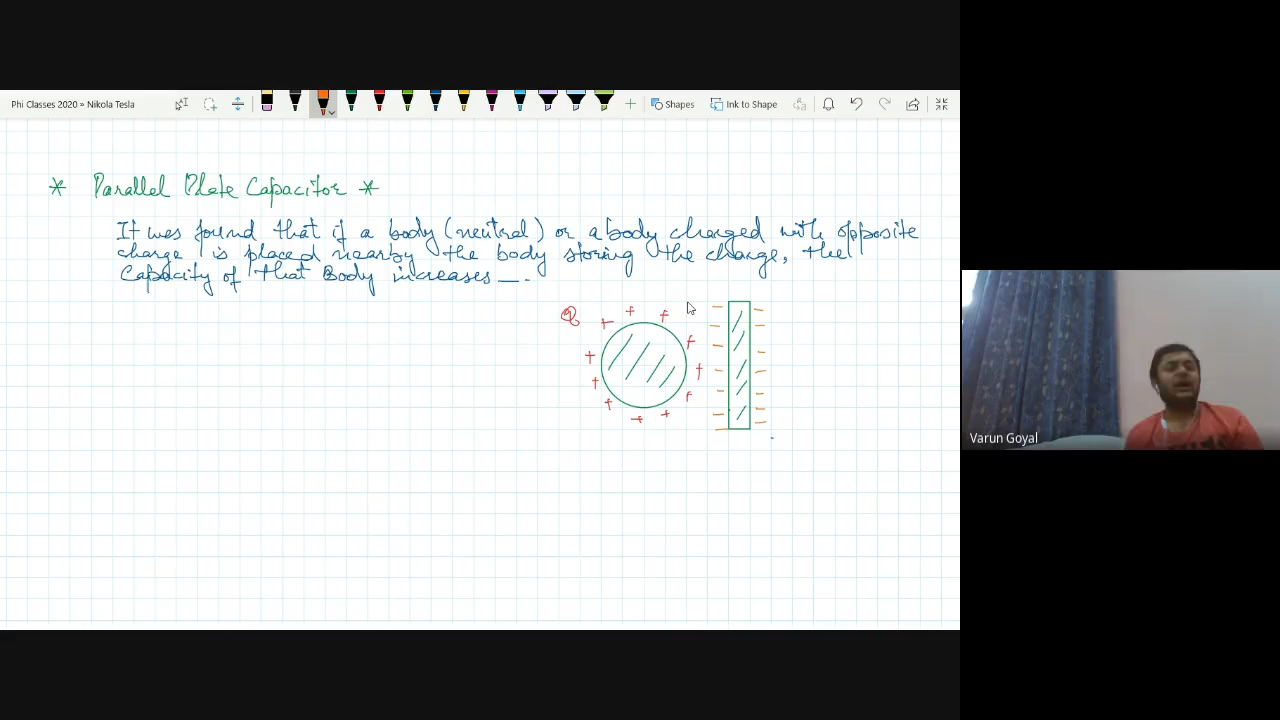 Phi Classes 2020 » Nikola Tesla
Shapes
Ink to Shape
* Parallel Plate Capacitor *
It was found that if a body (neutral) or a body charged with opposite
charge is placed nearby the body storing the charge, the
Capacity of that Body increases _.
Q
Varun Goyal